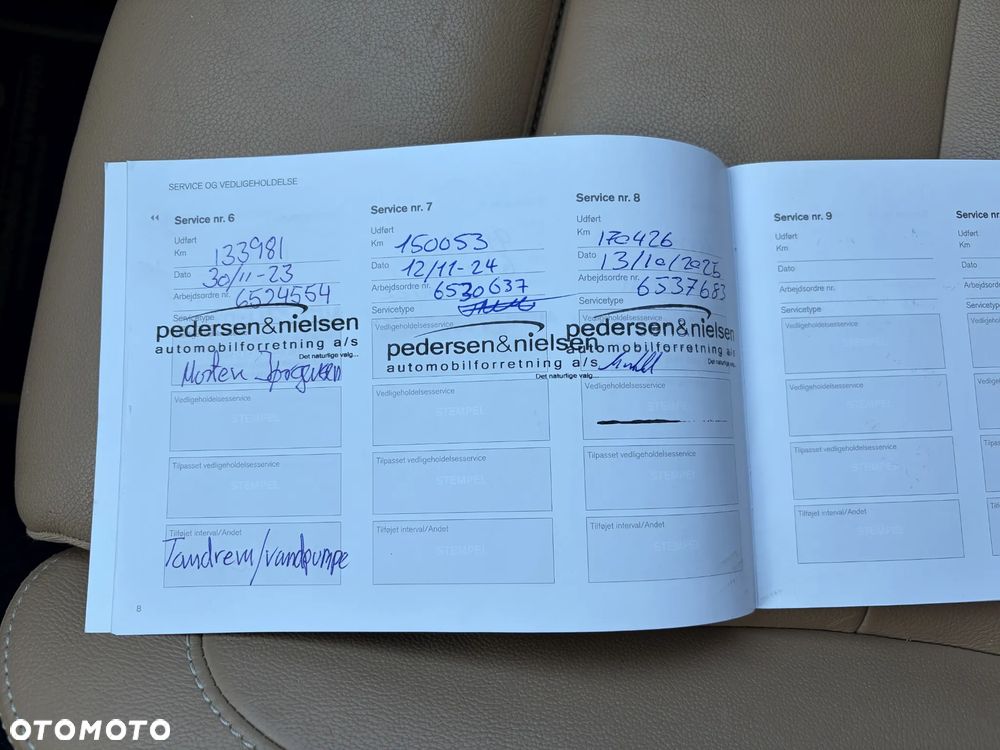 SERVICE OG VEDLIGEHOLDELSE
Service nr. 6
Udført
Km 133981
Dato 30/11-23
Arbejdsordre nr. 6524554
Servicetype
pedersen&nielsen
automobilforretning a/s
Det naturlige valg...
Morten Jørgensen
Vedligeholdelsesservice
STEMPEL
Tilpasset vedligeholdelsesservice
STEMPEL
Tilføjet interval/Andet
Tandrem/vandpumpe
8
Service nr. 7
Udført
Km 150053
Dato 12/11-24
Arbejdsordre nr. 6530637
Servicetype
Vedligeholdelsesservice
pedersen&nielsen
automobilforretning a/s
Det naturlige valg...
Vedligeholdelsesservice
STEMPEL
Tilpasset vedligeholdelsesservice
STEMPEL
Tilføjet interval/Andet
STEMPEL
Service nr. 8
Udført
Km 170426
Dato 13/10/2025
Arbejdsordre nr. 6537683
Servicetype
Vedligeholdelsesservice
pedersen&nielsen
automobilforretning a/s
Det naturlige valg...
Vedligeholdelsesservice
STEMPEL
Tilpasset vedligeholdelsesservice
STEMPEL
Tilføjet interval/Andet
STEMPEL
Service nr. 9
Udført
Km
Dato
Arbejdsordre nr.
Servicetype
Vedligeholdelsesservice
STEMPEL
Vedligeholdelsesservice
STEMPEL
Tilpasset vedligeholdelsesservice
STEMPEL
Tilføjet interval/Andet
STEMPEL
Service nr.
Udført
Km
Dato
OTOMOTO